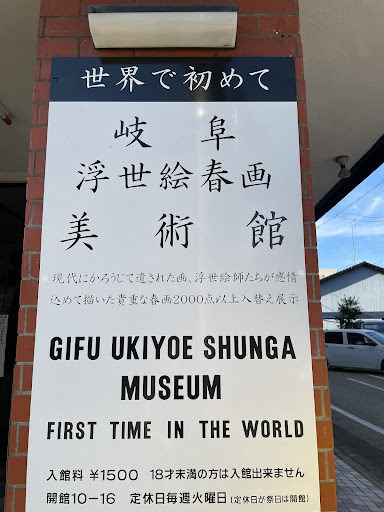 世界で初めて
岐阜
浮世絵春画
美術館
現代にかろうじて遺された画、浮世絵師たちが感情
込めて描いた貴重な春画2000点以上入替え展示
GIFU UKIYOE SHUNGA
MUSEUM
FIRST TIME IN THE WORLD
入館料 ¥1500 18才未満の方は入館出来ません
開館10−16 定休日毎週火曜日(定休日が祭日は開館)